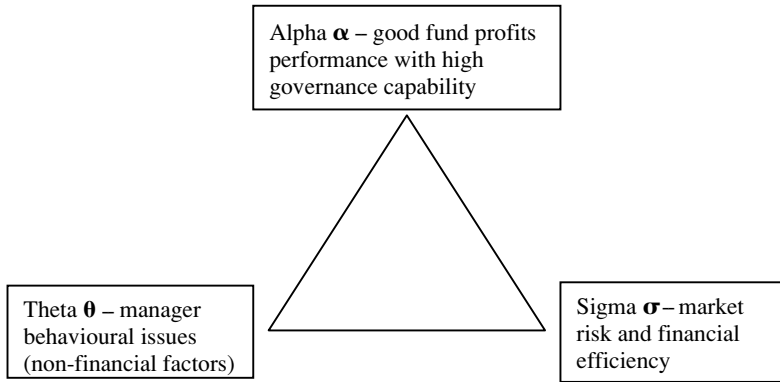 Alpha α – good fund profits
performance with high
governance capability
Theta θ – manager
behavioural issues
(non-financial factors)
Sigma σ– market
risk and financial
efficiency